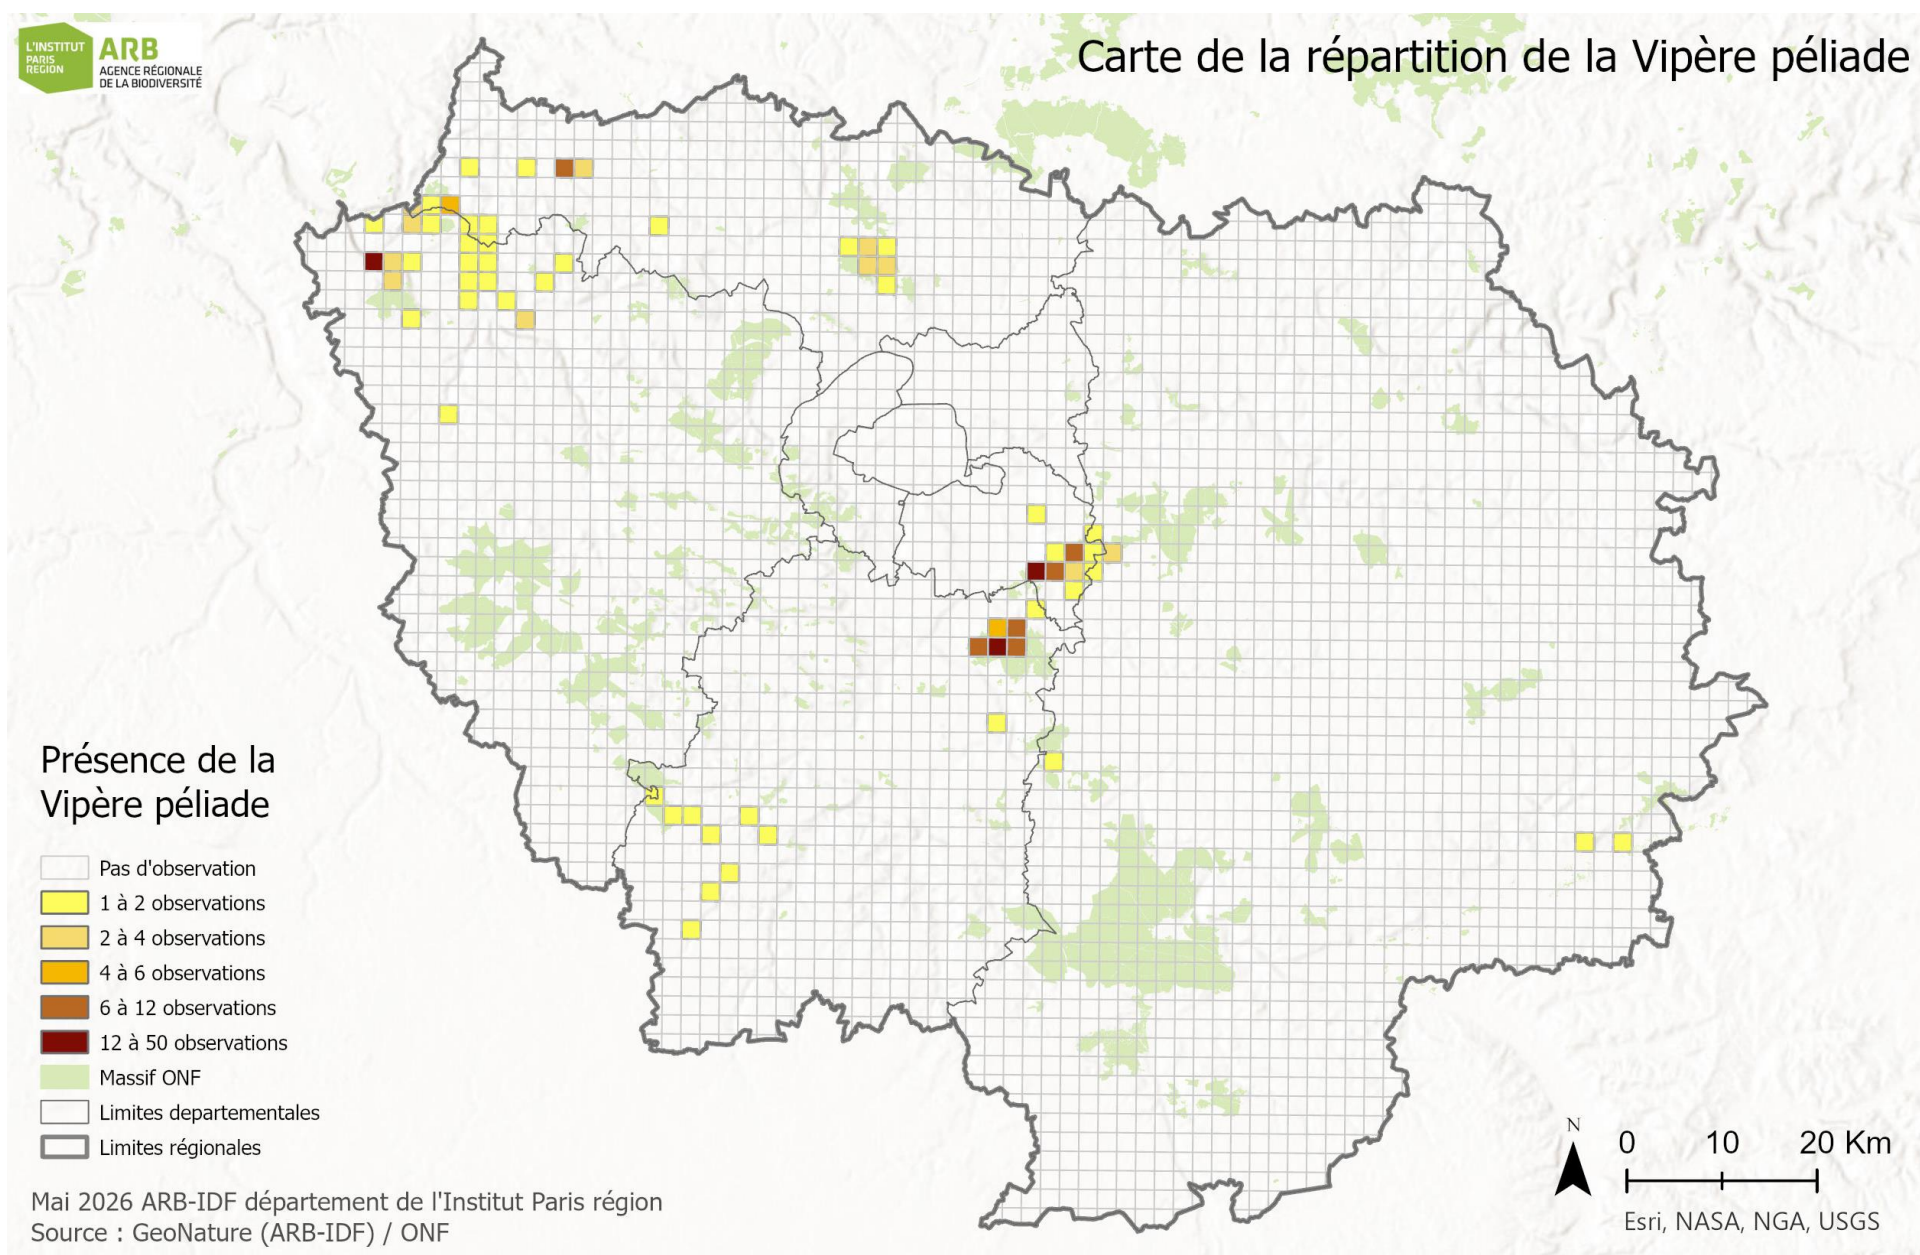 L'INSTITUT
PARIS
REGION
ARB
AGENCE RÉGIONALE
DE LA BIODIVERSITÉ
Carte de la répartition de la Vipère péliade
Présence de la
Vipère péliade
Pas d'observation
1 à 2 observations
2 à 4 observations
4 à 6 observations
6 à 12 observations
12 à 50 observations
Massif ONF
Limites departementales
Limites régionales
Mai 2026 ARB-IDF département de l'Institut Paris région
Source : GeoNature (ARB-IDF) / ONF
N
0 10 20 Km
Esri, NASA, NGA, USGS